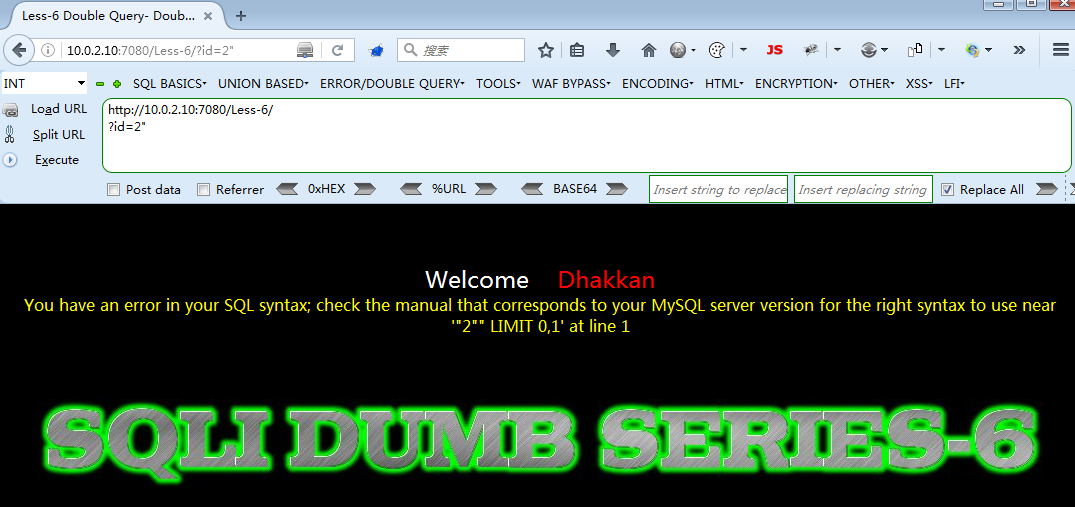 Less-6 Double Query- Doub...
10.0.2.10:7080/Less-6/?id=2"
搜索
JS
INT
SQL BASICS UNION BASED ERROR/DOUBLE QUERY TOOLS WAF BYPASS ENCODING HTML ENCRYPTION OTHER XSS LFI
Load URL
Split URL
Execute
http://10.0.2.10:7080/Less-6/
?id=2"
Post data Referrer 0xHEX %URL BASE64 Insert string to replace Insert replacing string Replace All
Welcome Dhakkan
You have an error in your SQL syntax; check the manual that corresponds to your MySQL server version for the right syntax to use near
'"2"" LIMIT 0,1' at line 1
SQLI DUMB SERIES-6